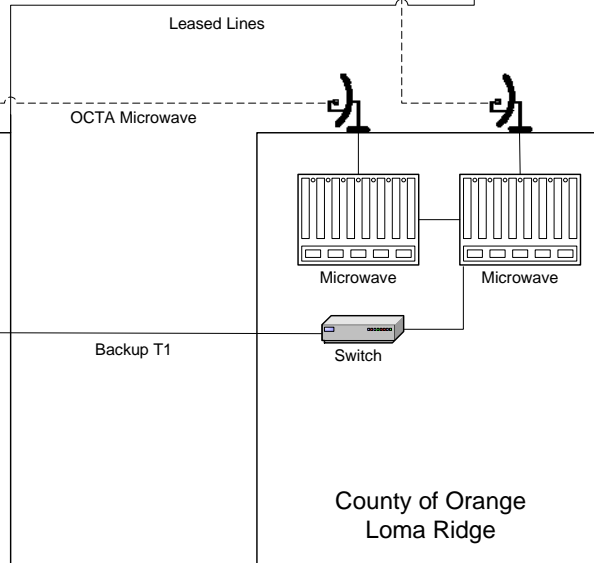 Leased Lines
OCTA Microwave
Microwave
Microwave
Backup T1
Switch
County of Orange
Loma Ridge